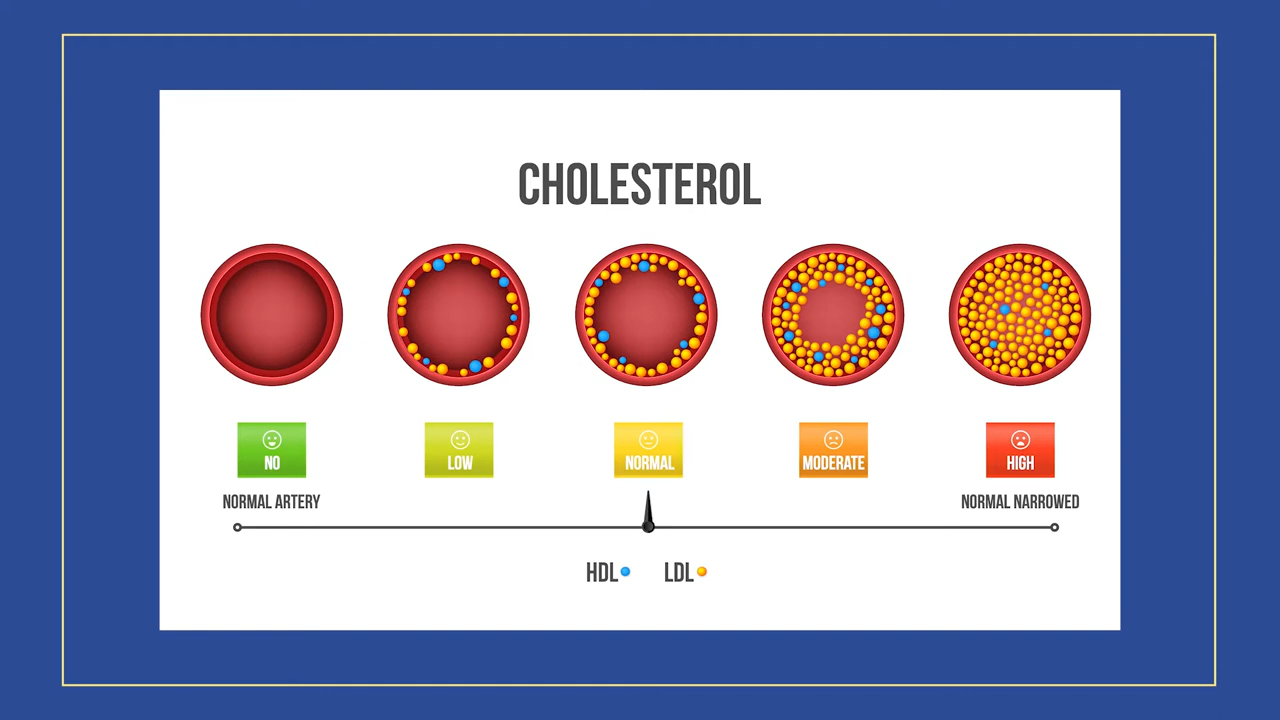 CHOLESTEROL
NO
LOW
NORMAL
MODERATE
HIGH
NORMAL ARTERY
NORMAL NARROWED
HDL
LDL